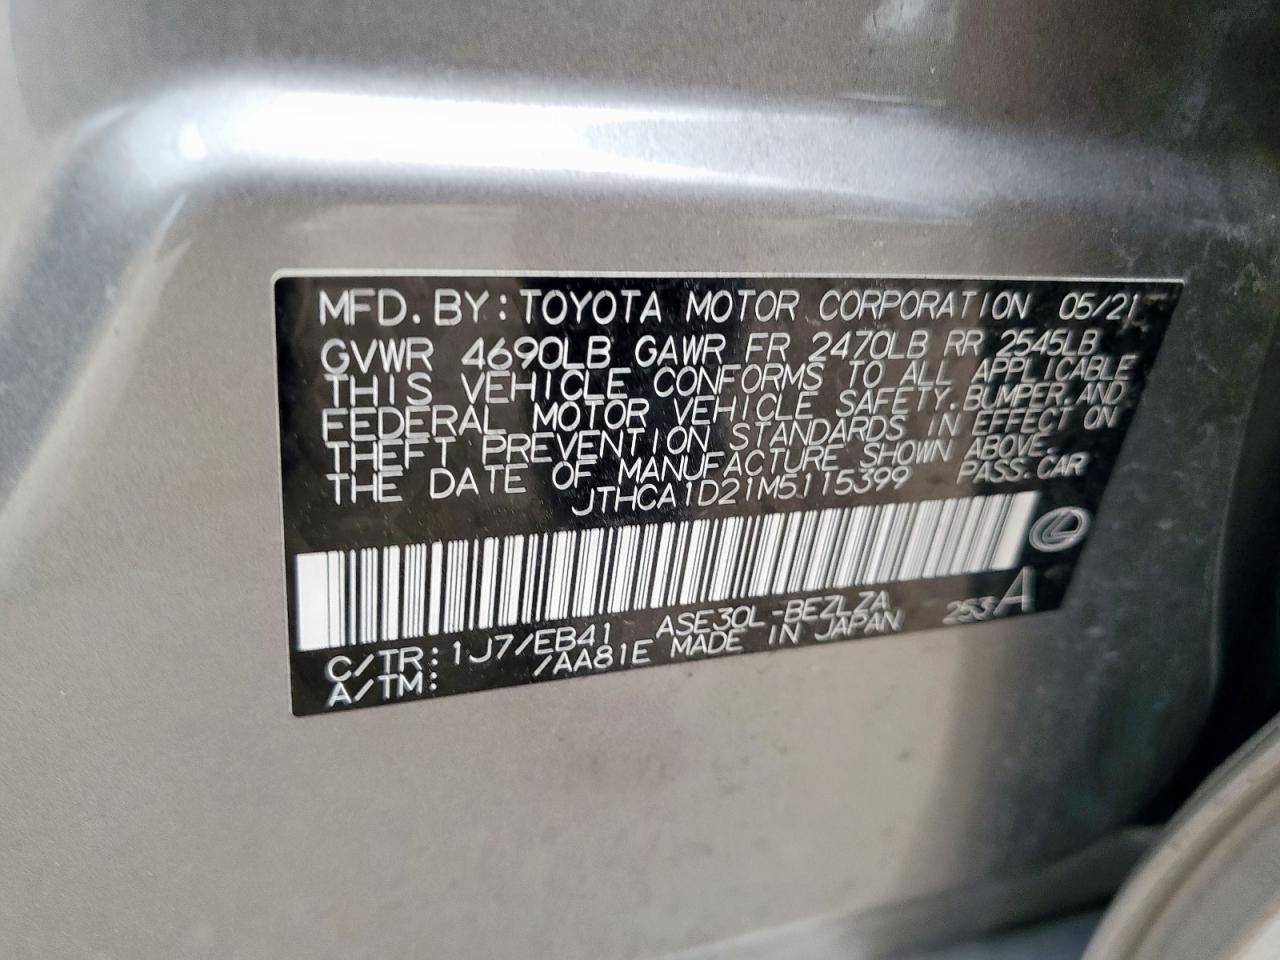 MFD. BY: TOYOTA MOTOR CORPORATION 05/21
GVWR 4690LB GAWR FR 2470LB RR 2545LB
THIS VEHICLE CONFORMS TO ALL APPLICABLE
FEDERAL MOTOR VEHICLE SAFETY, BUMPER, AND
THEFT PREVENTION STANDARDS IN EFFECT ON
THE DATE OF MANUFACTURE SHOWN ABOVE.
JTHCA1D21M5115399 PASS. CAR
C/TR: 1J7/EB41 ASE30L-BEZLZA 253 A
A/TM: /AA81E MADE IN JAPAN